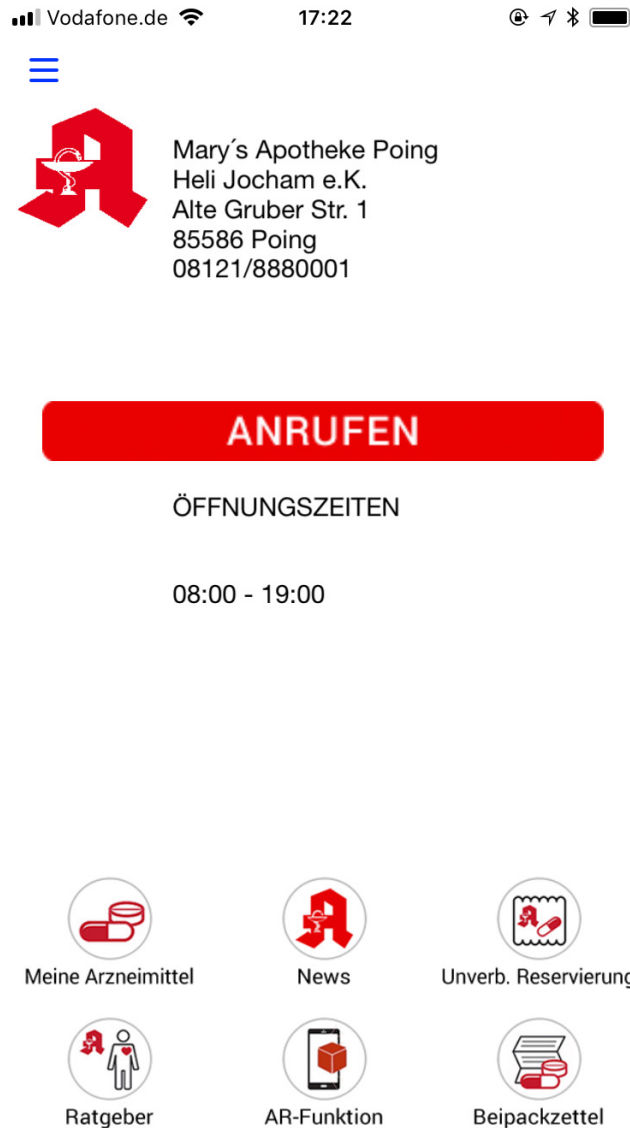 Vodafone.de 17:22
Mary´s Apotheke Poing
Heli Jocham e.K.
Alte Gruber Str. 1
85586 Poing
08121/8880001
ANRUFEN
ÖFFNUNGSZEITEN
08:00 - 19:00
Meine Arzneimittel News Unverb. Reservierung
Ratgeber AR-Funktion Beipackzettel